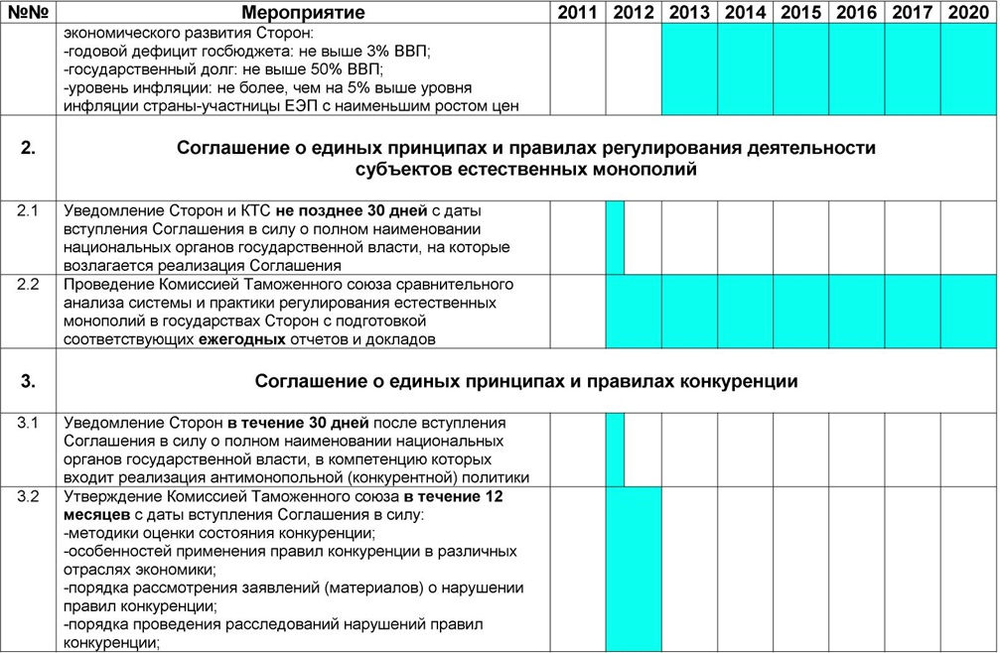 №№ Мероприятие 2011 2012 2013 2014 2015 2016 2017 2020
экономического развития Сторон:
-годовой дефицит госбюджета: не выше 3% ВВП;
-государственный долг: не выше 50% ВВП;
-уровень инфляции: не более, чем на 5% выше уровня
инфляции страны-участницы ЕЭП с наименьшим ростом цен
2. Соглашение о единых принципах и правилах регулирования деятельности
субъектов естественных монополий
2.1 Уведомление Сторон и КТС не позднее 30 дней с даты
вступления Соглашения в силу о полном наименовании
национальных органов государственной власти, на которые
возлагается реализация Соглашения
2.2 Проведение Комиссией Таможенного союза сравнительного
анализа системы и практики регулирования естественных
монополий в государствах Сторон с подготовкой
соответствующих ежегодных отчетов и докладов
3. Соглашение о единых принципах и правилах конкуренции
3.1 Уведомление Сторон в течение 30 дней после вступления
Соглашения в силу о полном наименовании национальных
органов государственной власти, в компетенцию которых
входит реализация антимонопольной (конкурентной) политики
3.2 Утверждение Комиссией Таможенного союза в течение 12
месяцев с даты вступления Соглашения в силу:
-методики оценки состояния конкуренции;
-особенностей применения правил конкуренции в различных
отраслях экономики;
-порядка рассмотрения заявлений (материалов) о нарушении
правил конкуренции;
-порядка проведения расследований нарушений правил
конкуренции;